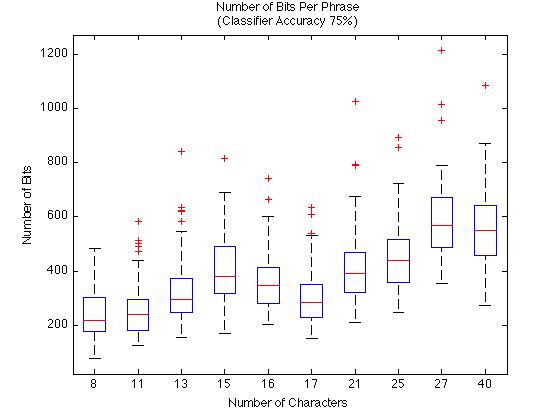 Number of Bits Per Phrase
(Classifier Accuracy 75%)
1200
1000
800
600
400
200
Number of Bits
8 11 13 15 16 17 21 25 27 40
Number of Characters